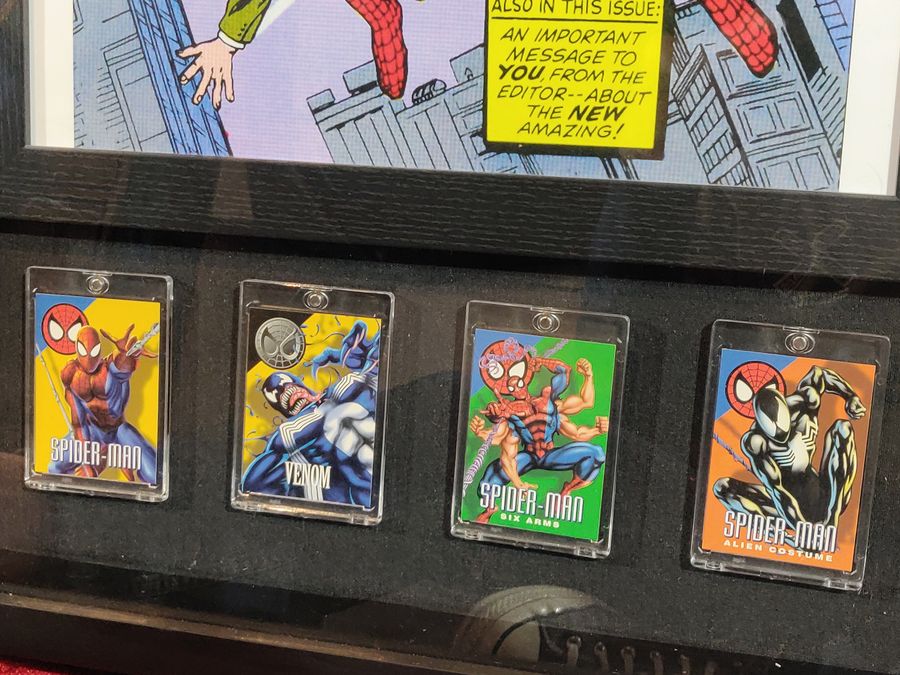 ALSO IN THIS ISSUE:
AN IMPORTANT
MESSAGE TO
YOU, FROM THE
EDITOR--ABOUT
THE NEW
AMAZING!
SPIDER-MAN
VENOM
SPIDER-MAN
SIX ARMS
SPIDER-MAN
ALIEN COSTUME